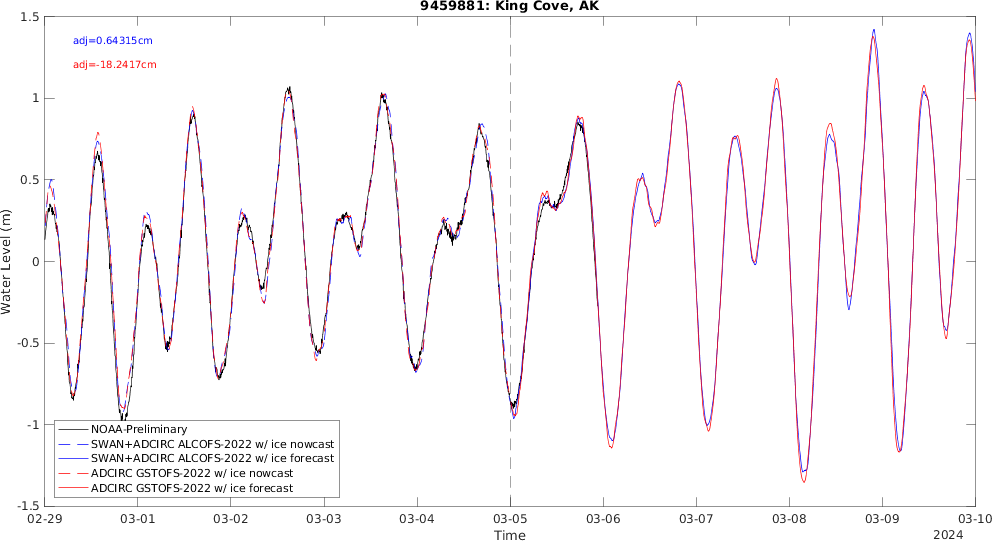 9459881: King Cove, AK
adj=0.64315cm
adj=-18.2417cm
Water Level (m)
1.5
1
0.5
0
-0.5
-1
-1.5
NOAA-Preliminary
SWAN+ADCIRC ALCOFS-2022 w/ ice nowcast
SWAN+ADCIRC ALCOFS-2022 w/ ice forecast
ADCIRC GSTOFS-2022 w/ ice nowcast
ADCIRC GSTOFS-2022 w/ ice forecast
02-29 03-01 03-02 03-03 03-04 03-05 03-06 03-07 03-08 03-09 03-10
Time
2024